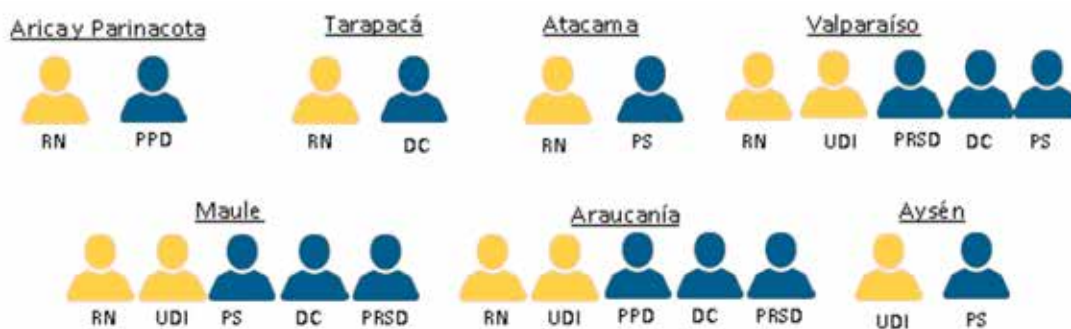 Arica y Parinacota
Tarapacá
Atacama
Valparaíso
RN PPD
RN DC
RN PS
RN UDI PRSD DC PS
Maule
Araucanía
Aysén
RN UDI PS DC PRSD
RN UDI PPD DC PRSD
UDI PS